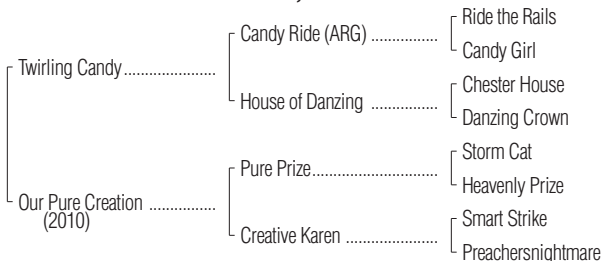 Ride the Rails
Candy Ride (ARG) ................
Candy Girl
Twirling Candy......................
Chester House
House of Danzing ................
Danzing Crown
Storm Cat
Pure Prize..............................
Heavenly Prize
Our Pure Creation ................
(2010)
Smart Strike
Creative Karen ......................
Preachersnightmare